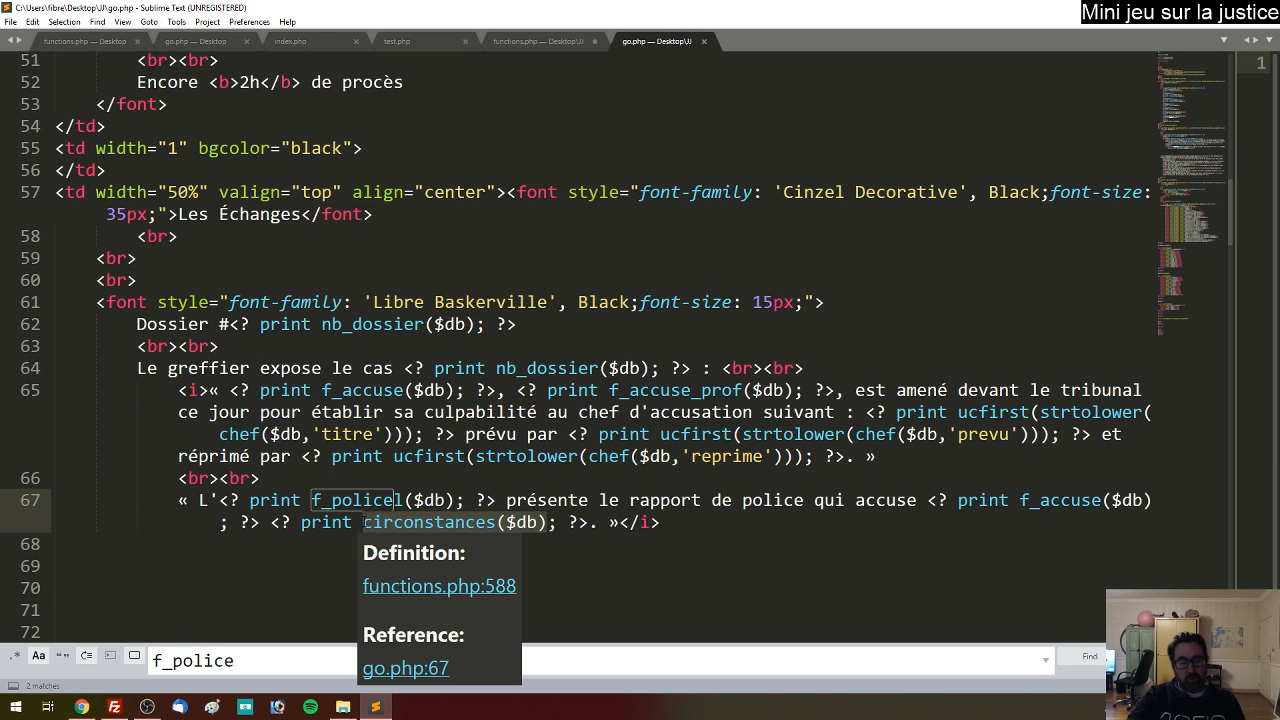 C:\Users\fibre\Desktop\JJ\go.php - Sublime Text (UNREGISTERED)
Mini jeu sur la justice
File Edit Selection Find View Goto Tools Project Preferences Help
functions.php — Desktop × go.php — Desktop × index.php × test.php × functions.php — Desktop\JJ go.php — Desktop\JJ ×
51 <br><br>
52 Encore <b>2h</b> de procès
53 </font>
54 </td>
55 <td width="1" bgcolor="black">
56 </td>
57 <td width="50%" valign="top" align="center"><font style="font-family: 'Cinzel Decorative', Black;font-size:
35px;">Les Échanges</font>
58 <br>
59 <br>
60 <br>
61 <font style="font-family: 'Libre Baskerville', Black;font-size: 15px;">
62 Dossier #<? print nb_dossier($db); ?>
63 <br><br>
64 Le greffier expose le cas <? print nb_dossier($db); ?> : <br><br>
65 <i>« <? print f_accuse($db); ?>, <? print f_accuse_prof($db); ?>, est amené devant le tribunal
ce jour pour établir sa culpabilité au chef d'accusation suivant : <? print ucfirst(strtolower(
chef($db,'titre'))); ?> prévu par <? print ucfirst(strtolower(chef($db,'prevu'))); ?> et
réprimé par <? print ucfirst(strtolower(chef($db,'reprime'))); ?>. »
66 <br><br>
67 « L'<? print f_policel($db); ?> présente le rapport de police qui accuse <? print f_accuse($db)
; ?> <? print circonstances($db); ?>. »</i>
68
69
70
71
72
1
Definition:
functions.php:588
Reference:
go.php:67
.* Aa “” f_police Find
2 matches